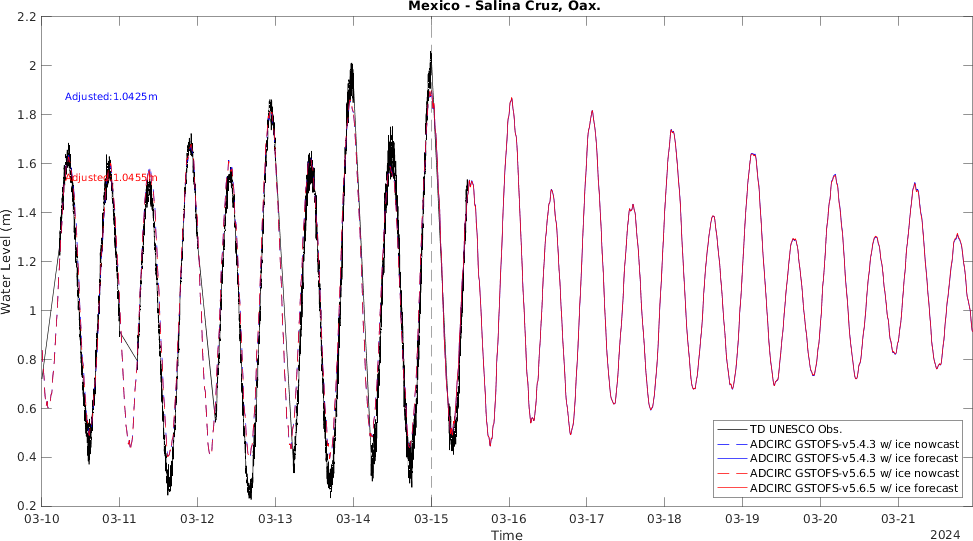 Mexico - Salina Cruz, Oax.
2.2
2
1.8
1.6
1.4
1.2
1
0.8
0.6
0.4
0.2
Water Level (m)
Adjusted:1.0425m
Adjusted:1.0455m
TD UNESCO Obs.
ADCIRC GSTOFS-v5.4.3 w/ ice nowcast
ADCIRC GSTOFS-v5.4.3 w/ ice forecast
ADCIRC GSTOFS-v5.6.5 w/ ice nowcast
ADCIRC GSTOFS-v5.6.5 w/ ice forecast
03-10 03-11 03-12 03-13 03-14 03-15 03-16 03-17 03-18 03-19 03-20 03-21
Time
2024